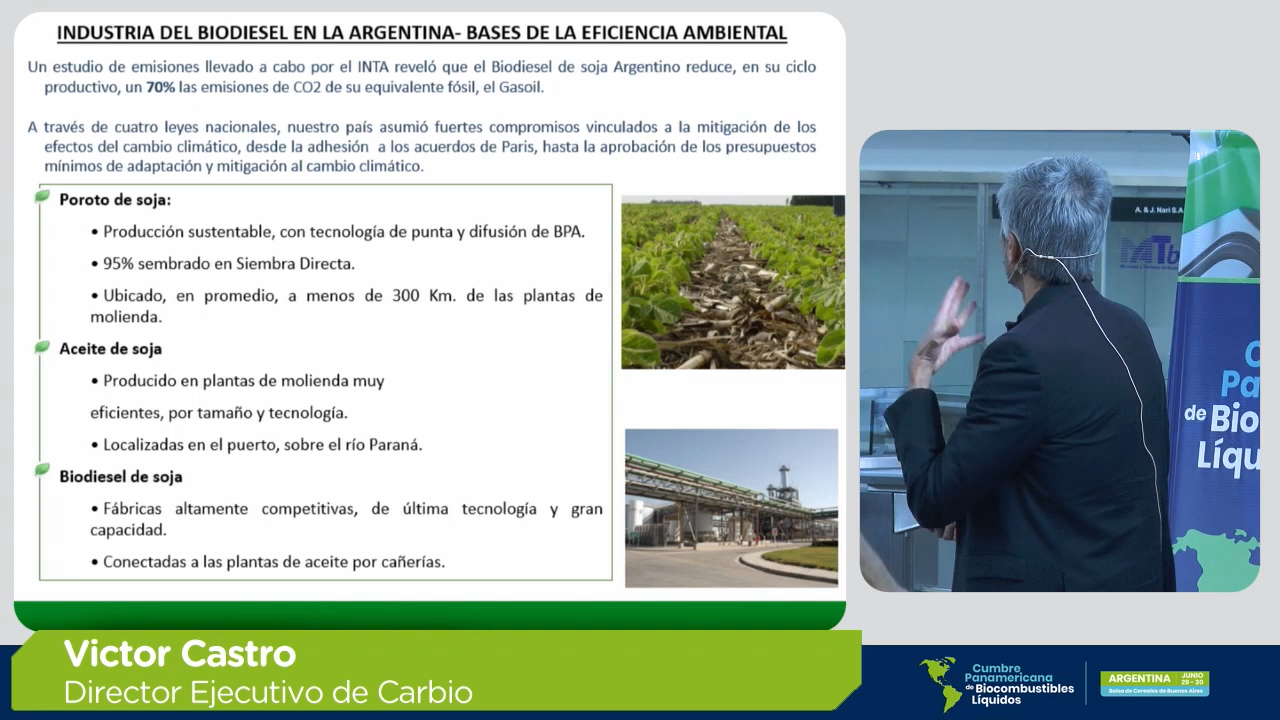 INDUSTRIA DEL BIODIESEL EN LA ARGENTINA- BASES DE LA EFICIENCIA AMBIENTAL
Un estudio de emisiones llevado a cabo por el INTA reveló que el Biodiesel de soja Argentino reduce, en su ciclo
productivo, un 70% las emisiones de CO2 de su equivalente fósil, el Gasoil.
A través de cuatro leyes nacionales, nuestro país asumió fuertes compromisos vinculados a la mitigación de los
efectos del cambio climático, desde la adhesión a los acuerdos de Paris, hasta la aprobación de los presupuestos
mínimos de adaptación y mitigación al cambio climático.
Poroto de soja:
• Producción sustentable, con tecnología de punta y difusión de BPA.
• 95% sembrado en Siembra Directa.
• Ubicado, en promedio, a menos de 300 Km. de las plantas de
molienda.
Aceite de soja
• Producido en plantas de molienda muy
eficientes, por tamaño y tecnología.
• Localizadas en el puerto, sobre el río Paraná.
Biodiesel de soja
• Fábricas altamente competitivas, de última tecnología y gran
capacidad.
• Conectadas a las plantas de aceite por cañerías.
A. & J. Nari S.A.
MATb
C
Pa
de Bio
Líqu
Victor Castro
Director Ejecutivo de Carbio
Cumbre
Panamericana
de Biocombustibles
Líquidos
ARGENTINA
JUNIO
29 - 30
Bolsa de Cereales de Buenos Aires